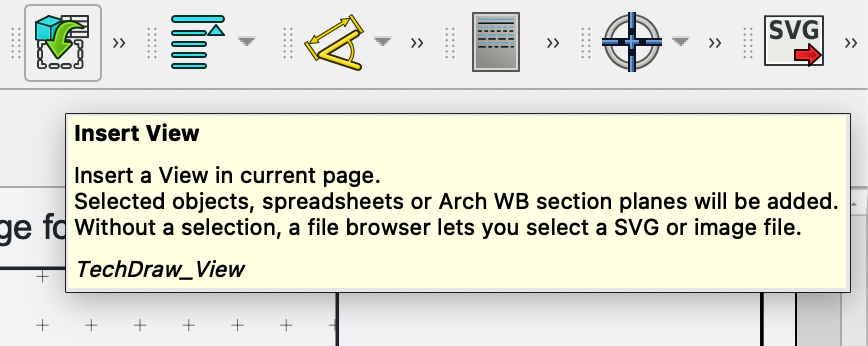 SVG
Insert View
Insert a View in current page.
Selected objects, spreadsheets or Arch WB section planes will be added.
Without a selection, a file browser lets you select a SVG or image file.
ge fo
TechDraw_View